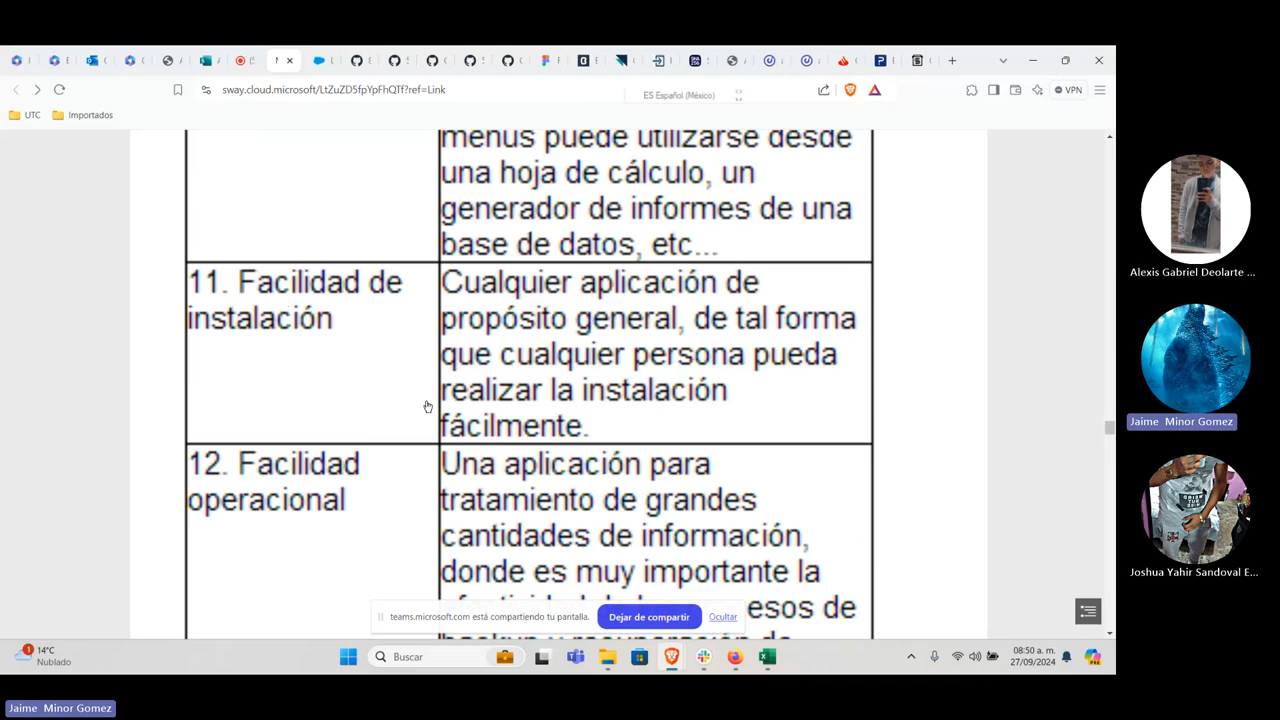 sway.cloud.microsoft/LtZuZD5fpYpFhQTf?ref=Link
ES Español (México)
VPN
UTC
Importados
menus puede utilizarse desde
una hoja de cálculo, un
generador de informes de una
base de datos, etc...
11. Facilidad de
instalación
Cualquier aplicación de
propósito general, de tal forma
que cualquier persona pueda
realizar la instalación
fácilmente.
12. Facilidad
operacional
Una aplicación para
tratamiento de grandes
cantidades de información,
donde es muy importante la
esos de
teams.microsoft.com está compartiendo tu pantalla.
Dejar de compartir
Ocultar
Alexis Gabriel Deolarte ...
Jaime Minor Gomez
Joshua Yahir Sandoval E...
1
14°C
Nublado
Buscar
08:50 a. m.
27/09/2024
Jaime Minor Gomez